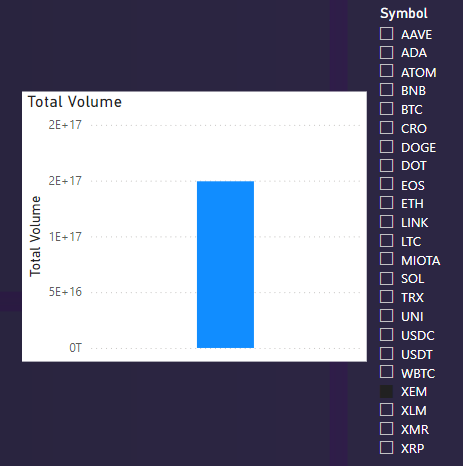 Symbol
AAVE
ADA
ATOM
BNB
BTC
CRO
DOGE
DOT
EOS
ETH
LINK
LTC
MIOTA
SOL
TRX
UNI
USDC
USDT
WBTC
XEM
XLM
XMR
XRP
Total Volume
2E+17
2E+17
1E+17
5E+16
0T
Total Volume